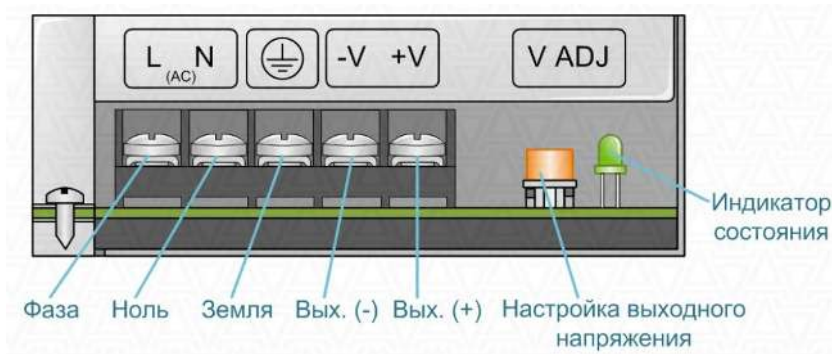 L N -V +V V ADJ
(AC)
Индикатор
состояния
Фаза Ноль Земля Вых. (-) Вых. (+) Настройка выходного
напряжения